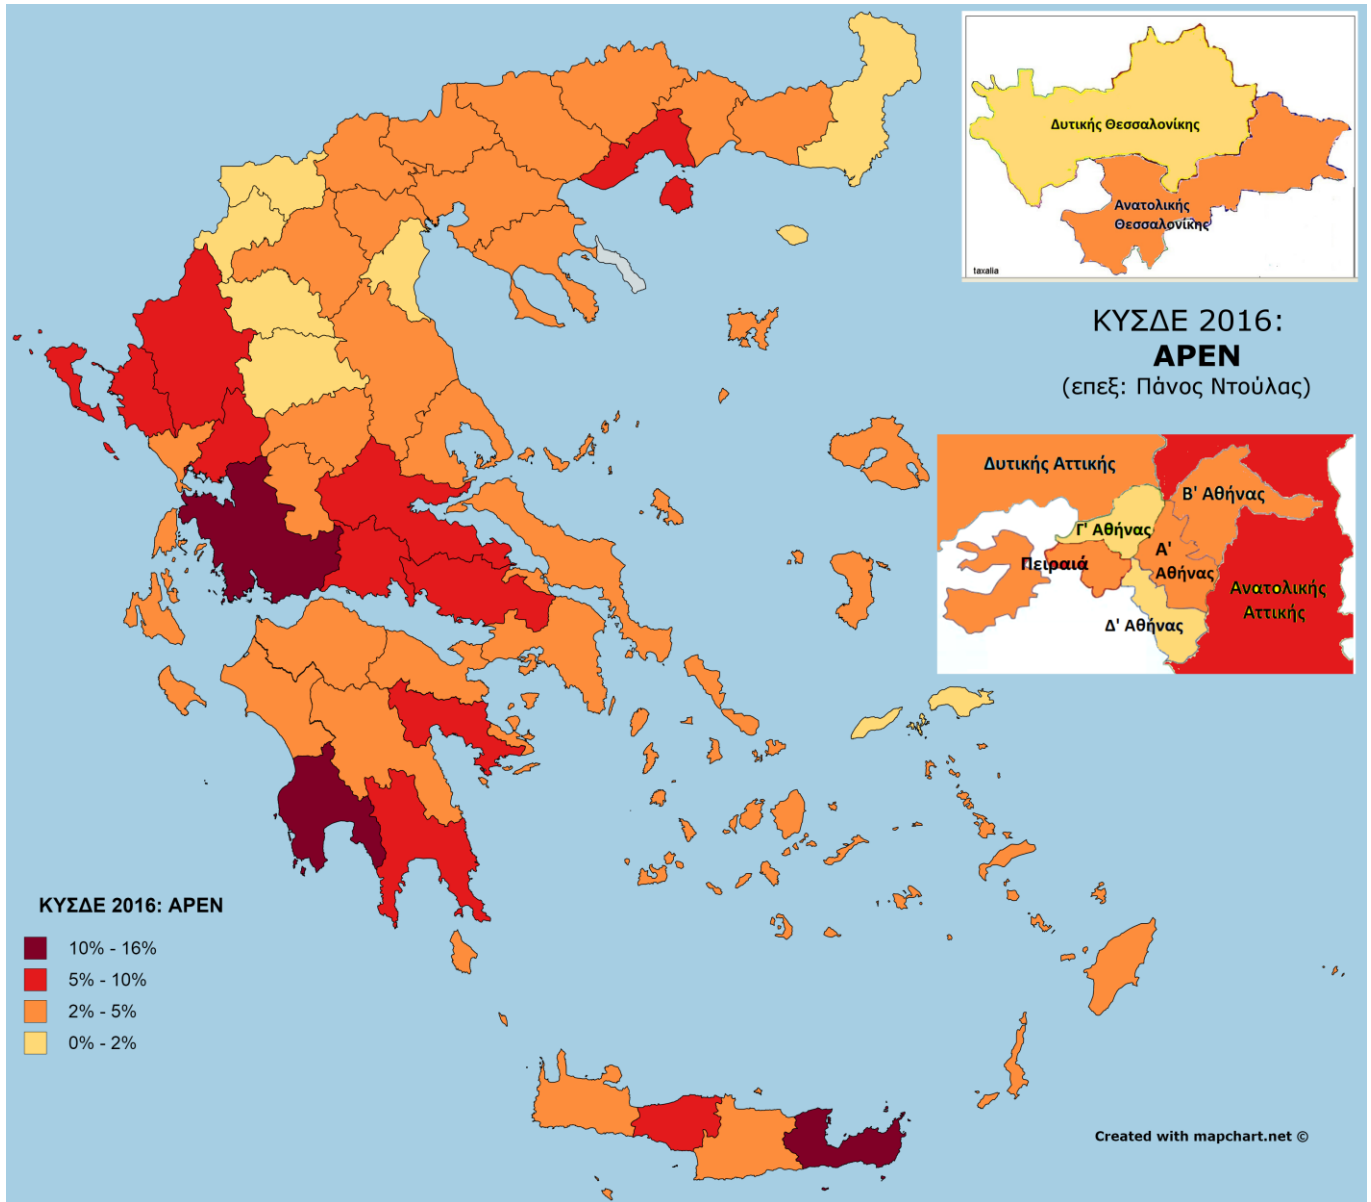 Δυτικής Θεσσαλονίκης
Ανατολικής
Θεσσαλονίκης
taxalia
ΚΥΣΔΕ 2016:
ΑΡΕΝ
(επεξ: Πάνος Ντούλας)
Δυτικής Αττικής
Β' Αθήνας
Γ' Αθήνας
Α'
Αθήνας
Πειραιά
Ανατολικής
Αττικής
Δ' Αθήνας
ΚΥΣΔΕ 2016: ΑΡΕΝ
10% - 16%
5% - 10%
2% - 5%
0% - 2%
Created with mapchart.net ©